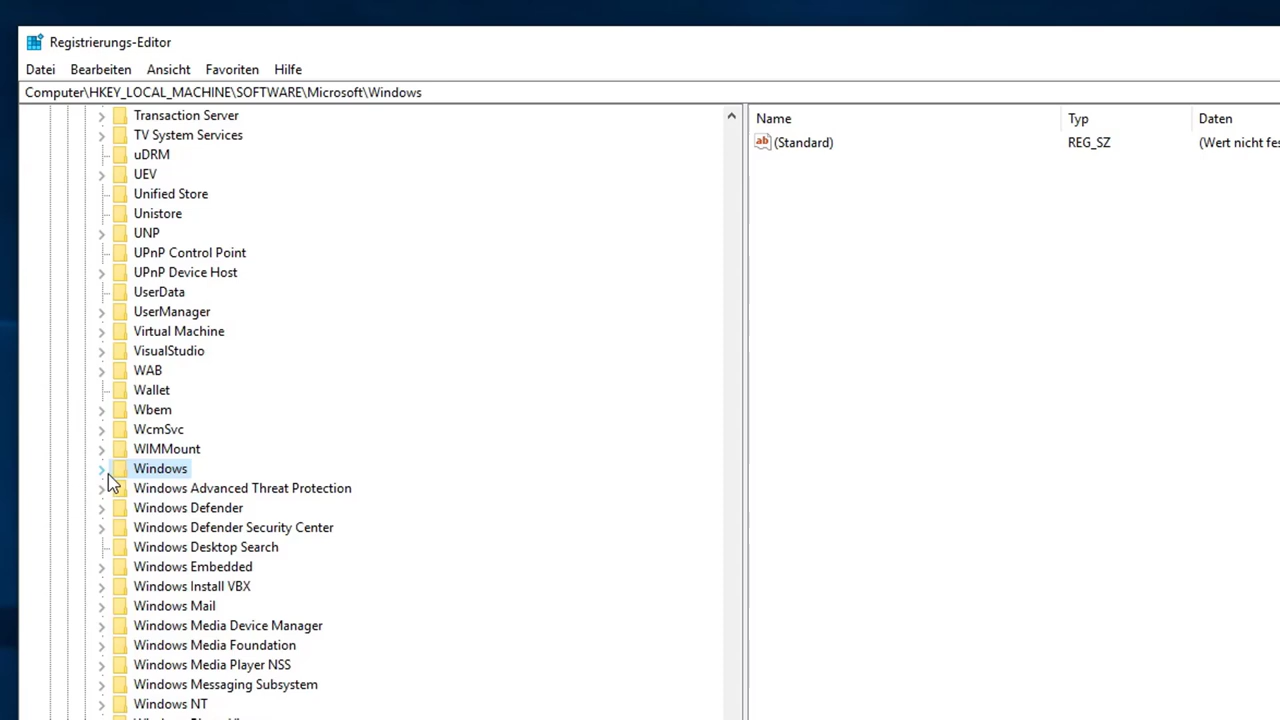 Registrierungs-Editor
Datei Bearbeiten Ansicht Favoriten Hilfe
Computer\HKEY_LOCAL_MACHINE\SOFTWARE\Microsoft\Windows
Name Typ Daten
(Standard) REG_SZ (Wert nicht fes
Transaction Server
TV System Services
uDRM
UEV
Unified Store
Unistore
UNP
UPnP Control Point
UPnP Device Host
UserData
UserManager
Virtual Machine
VisualStudio
WAB
Wallet
Wbem
WcmSvc
WIMMount
Windows
Windows Advanced Threat Protection
Windows Defender
Windows Defender Security Center
Windows Desktop Search
Windows Embedded
Windows Install VBX
Windows Mail
Windows Media Device Manager
Windows Media Foundation
Windows Media Player NSS
Windows Messaging Subsystem
Windows NT